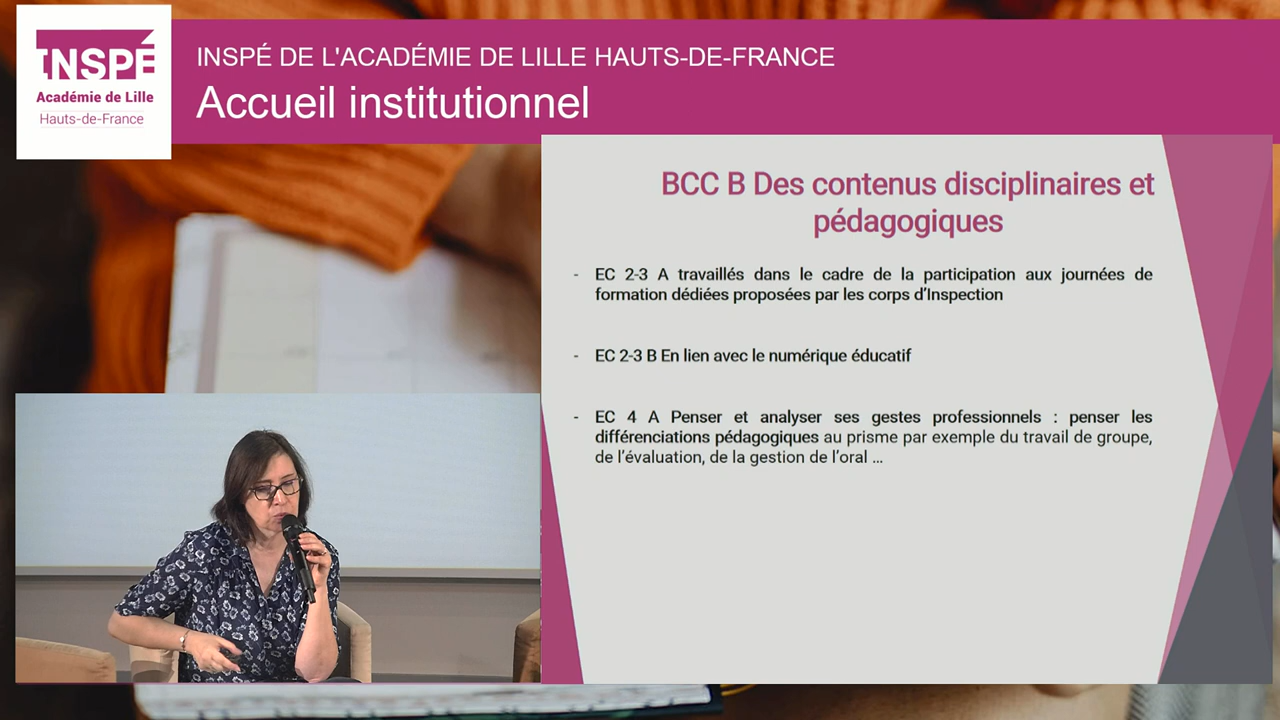 INSPÉ
Académie de Lille
Hauts-de-France
INSPÉ DE L'ACADÉMIE DE LILLE HAUTS-DE-FRANCE
Accueil institutionnel
BCC B Des contenus disciplinaires et
pédagogiques
- EC 2-3 A travaillés dans le cadre de la participation aux journées de
formation dédiées proposées par les corps d’Inspection
- EC 2-3 B En lien avec le numérique éducatif
- EC 4 A Penser et analyser ses gestes professionnels : penser les
différenciations pédagogiques au prisme par exemple du travail de groupe,
de l’évaluation, de la gestion de l’oral ...